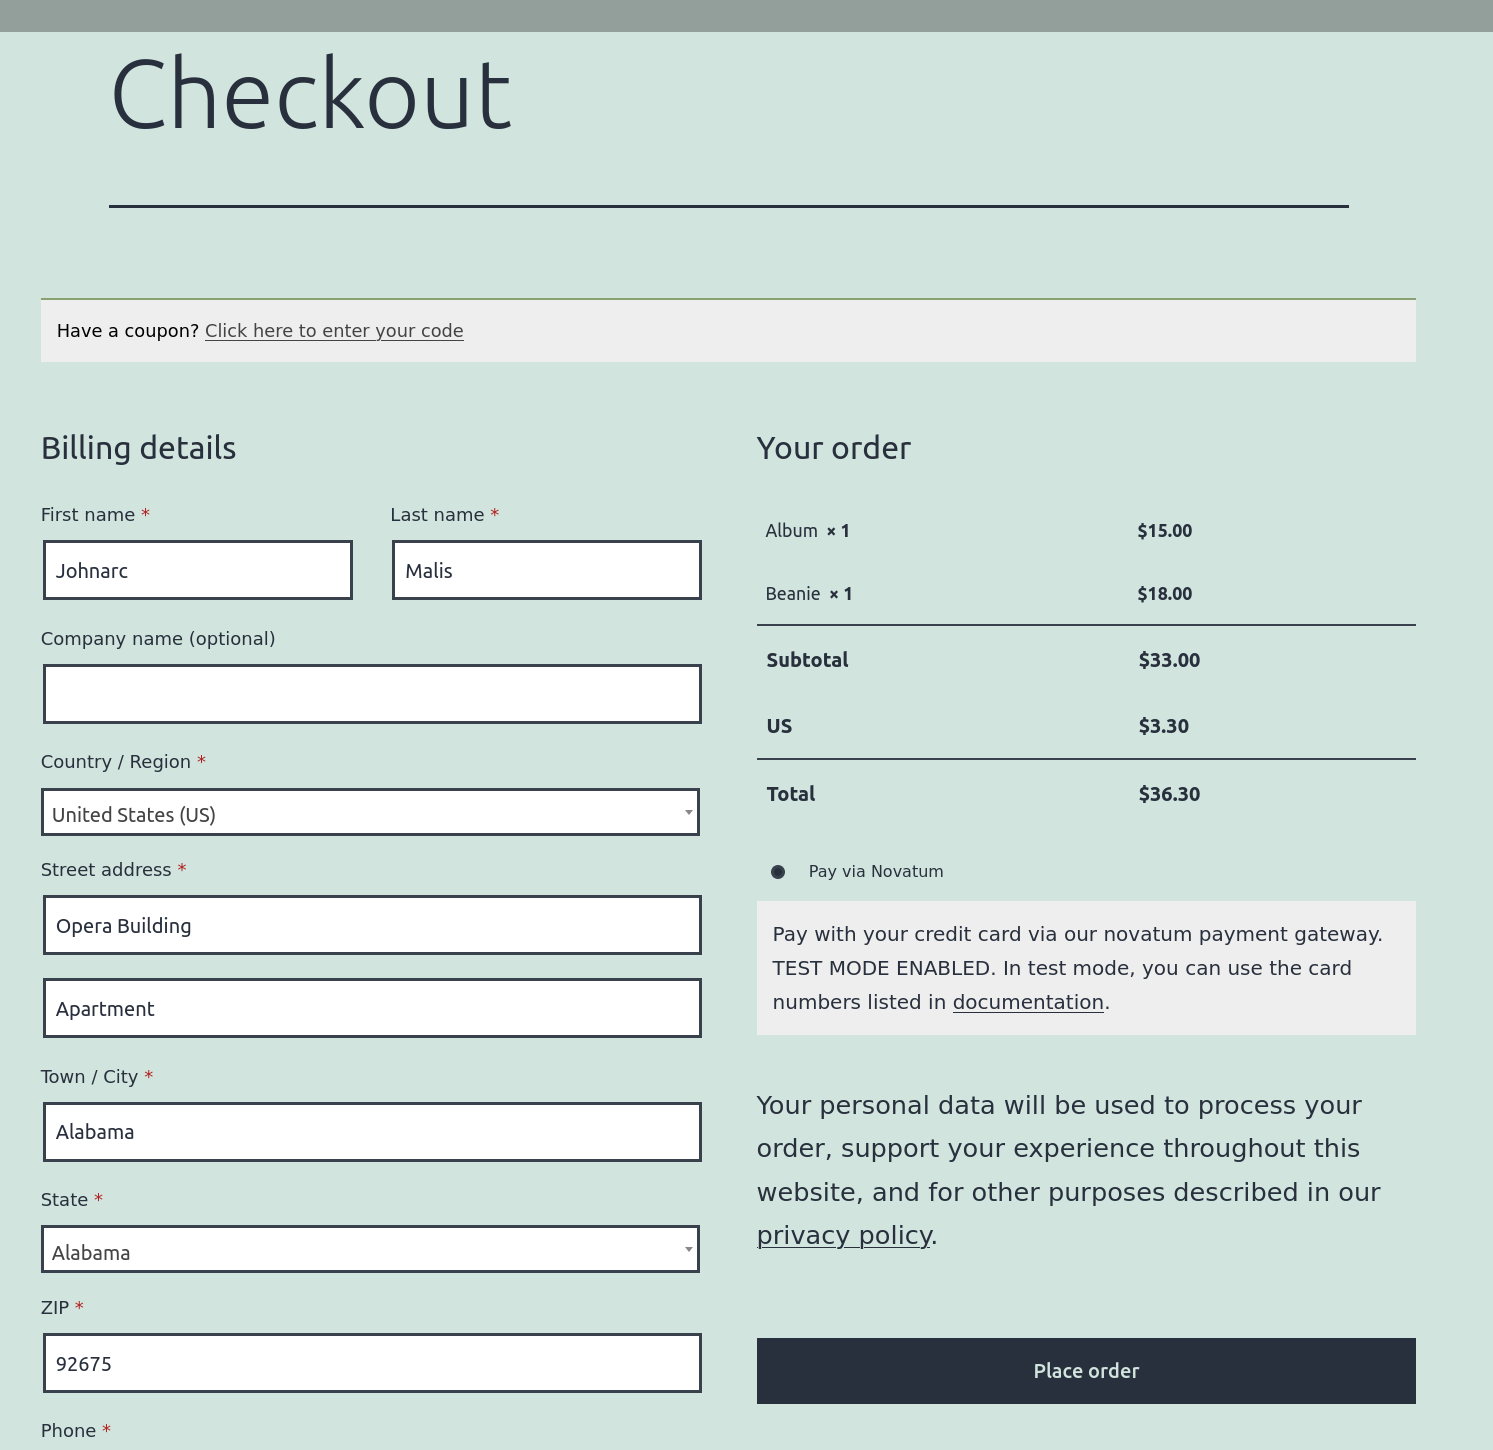 Checkout
Have a coupon? Click here to enter your code
Billing details
First name *
Last name *
Johnarc
Malis
Company name (optional)
Country / Region *
United States (US)
Street address *
Opera Building
Apartment
Town / City *
Alabama
State *
Alabama
ZIP *
92675
Phone *
Your order
Album × 1 $15.00
Beanie × 1 $18.00
Subtotal $33.00
US $3.30
Total $36.30
Pay via Novatum
Pay with your credit card via our novatum payment gateway.
TEST MODE ENABLED. In test mode, you can use the card
numbers listed in documentation.
Your personal data will be used to process your
order, support your experience throughout this
website, and for other purposes described in our
privacy policy.
Place order